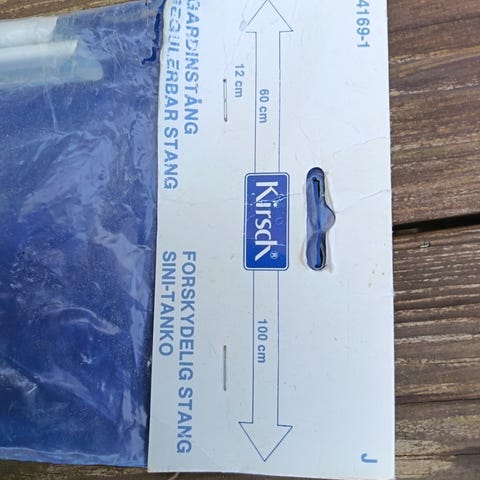 4169-1
60 cm
Kirsch®
100 cm
12 cm
GARDINSTÅNG
REGULERBAR STANG
FORSKYDELIG STANG
SINI-TANKO
J